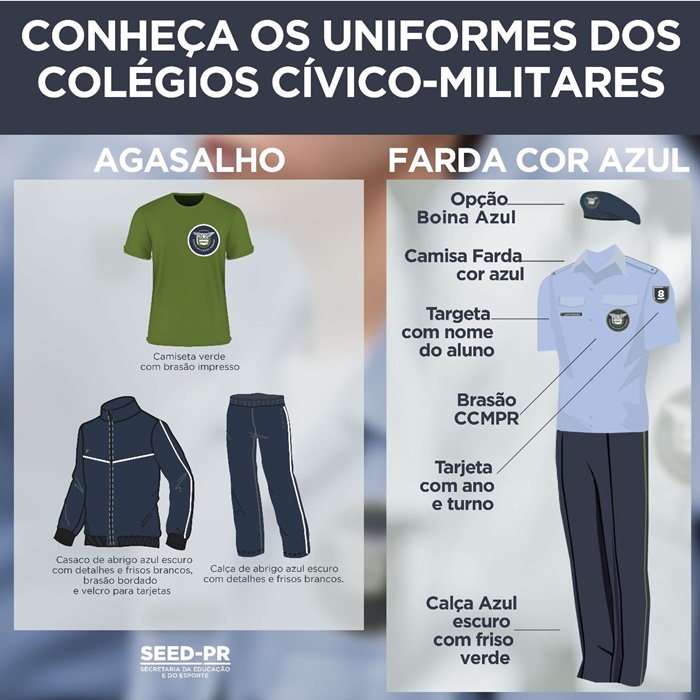 CONHEÇA OS UNIFORMES DOS
COLÉGIOS CÍVICO-MILITARES
AGASALHO
Camiseta verde
com brasão impresso
Casaco de abrigo azul escuro
com detalhes e frisos brancos,
brasão bordado
e velcro para tarjetas
Calça de abrigo azul escuro
com detalhes e frisos brancos.
SEED-PR
SECRETARIA DA EDUCAÇÃO
E DO ESPORTE
FARDA COR AZUL
Opção
Boina Azul
Camisa Farda
cor azul
Targeta
com nome
do aluno
Brasão
CCMPR
Tarjeta
com ano
e turno
8
Calça Azul
escuro
com friso
verde